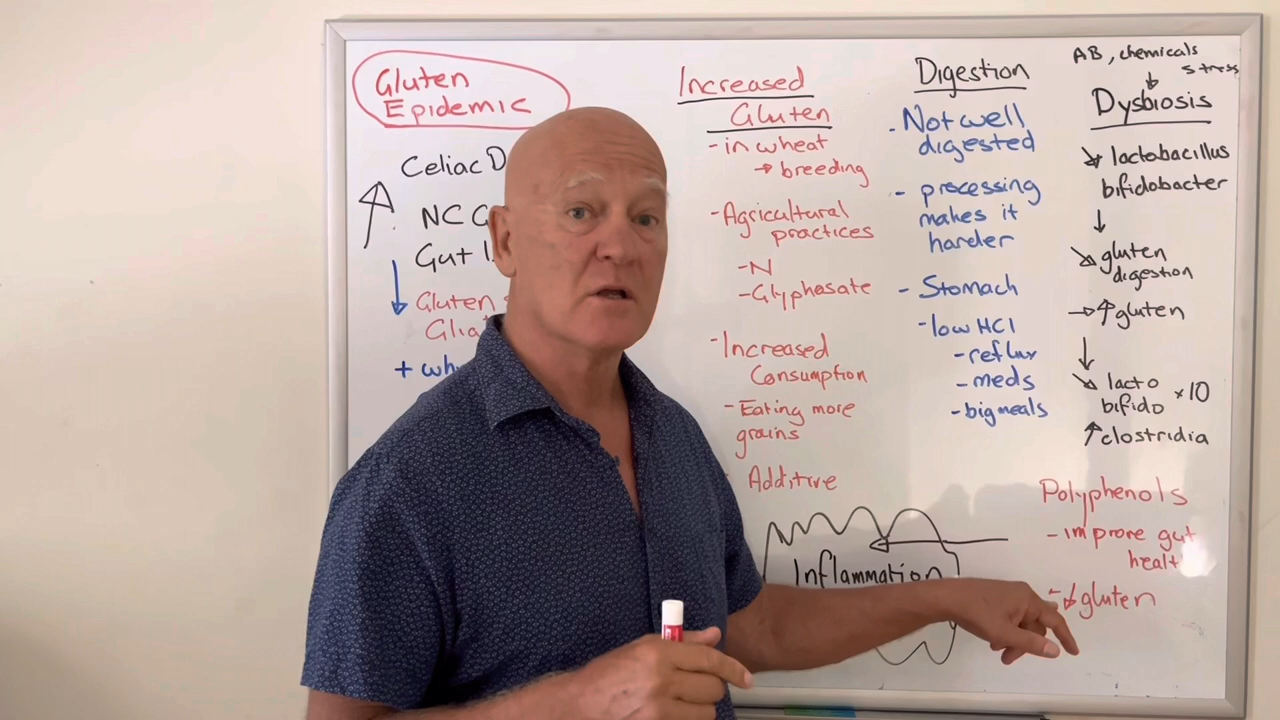 Gluten
Epidemic
Celiac D
NC G
Gut
Gluten
Glia
+ wh
Increased
Gluten
- in wheat
→ breeding
- Agricultural
practices
- N
- Glyphosate
- Increased
Consumption
- Eating more
grains
- Additive
Inflammation
Digestion
- Not well
digested
- processing
makes it
harder
- Stomach
- low HCl
- reflux
- meds
- big meals
AB, chemicals
stress
↓
Dysbiosis
↘ lactobacillus
bifidobacter
↓
↘ gluten
digestion
→ ↑ gluten
↓
↘ lacto
bifido ×10
↑ clostridia
Polyphenols
- improve gut
healt
- ↓ gluten